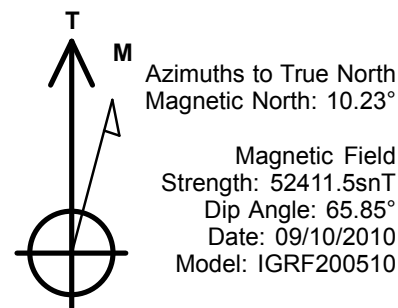 T
M
Azimuths to True North
Magnetic North: 10.23°
Magnetic Field
Strength: 52411.5snT
Dip Angle: 65.85°
Date: 09/10/2010
Model: IGRF200510